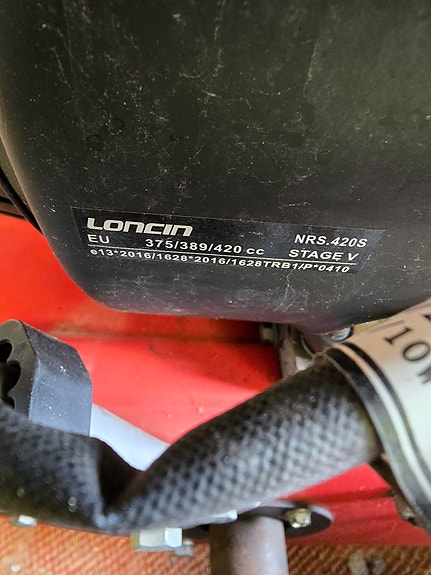 LONCIN NRS.420S
EU 375/389/420 cc STAGE V
e13*2016/1628*2016/1628TRB1/P*0410